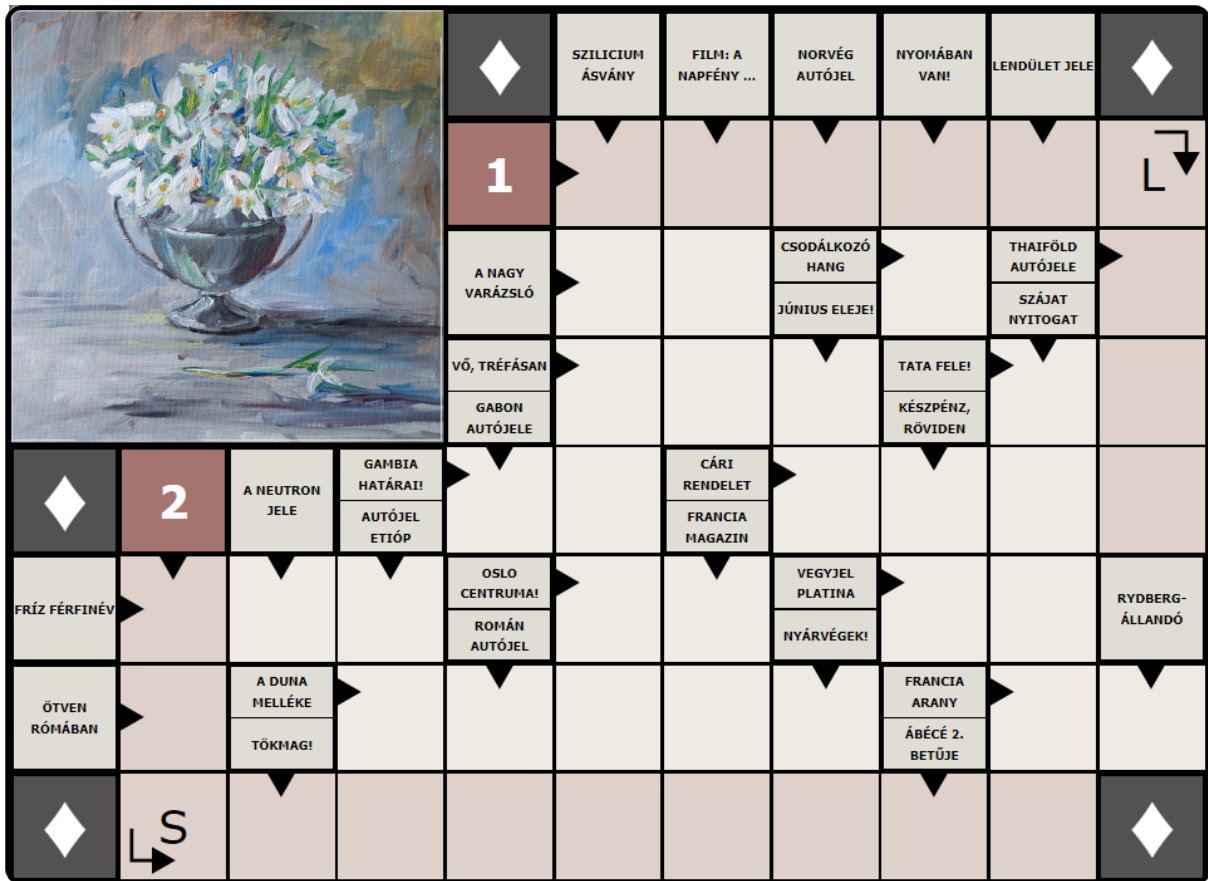 SZILICIUM
ÁSVÁNY
FILM: A
NAPFÉNY ...
NORVÉG
AUTÓJEL
NYOMÁBAN
VAN!
LENDÜLET JELE
1
L
A NAGY
VARÁZSLÓ
CSODÁLKOZÓ
HANG
JÚNIUS ELEJE!
THAIFÖLD
AUTÓJELE
SZÁJAT
NYITOGAT
VŐ, TRÉFÁSAN
GABON
AUTÓJELE
TATA FELE!
KÉSZPÉNZ,
RÖVIDEN
2
A NEUTRON
JELE
GAMBIA
HATÁRAI!
AUTÓJEL
ETIÓP
CÁRI
RENDELET
FRANCIA
MAGAZIN
FRÍZ FÉRFINÉV
OSLO
CENTRUMA!
ROMÁN
AUTÓJEL
VEGYJEL
PLATINA
NYÁRVÉGEK!
RYDBERG-
ÁLLANDÓ
ÖTVEN
RÓMÁBAN
A DUNA
MELLÉKE
TÖKMAG!
FRANCIA
ARANY
ÁBÉCÉ 2.
BETŰJE
S